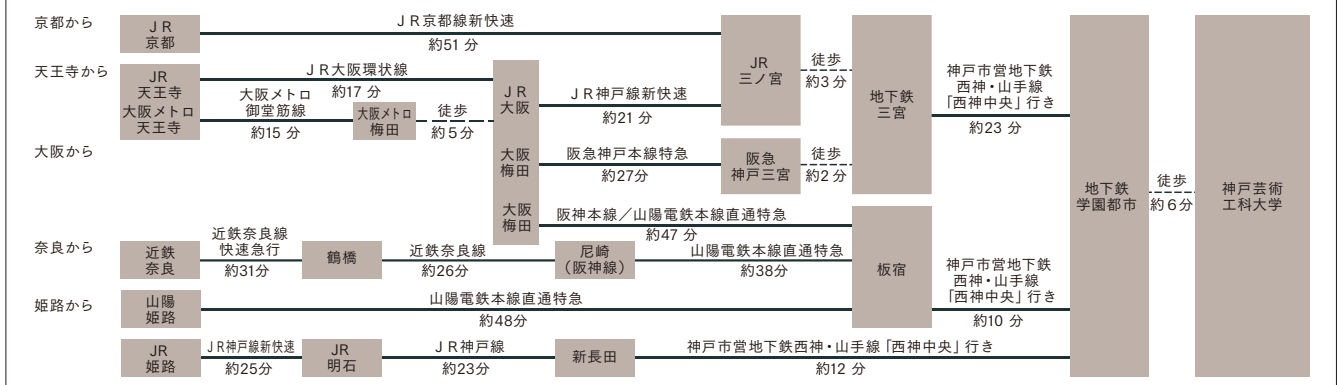 京都から
JR
京都
JR京都線新快速
約51 分
JR
三ノ宮
徒歩
約3 分
地下鉄
三宮
神戸市営地下鉄
西神・山手線
「西神中央」行き
約23 分
地下鉄
学園都市
徒歩
約6分
神戸芸術
工科大学
天王寺から
JR
天王寺
大阪メトロ
天王寺
JR大阪環状線
約17 分
大阪メトロ
御堂筋線
約15 分
大阪メトロ
梅田
徒歩
約5分
JR
大阪
JR神戸線新快速
約21 分
大阪から
大阪
梅田
阪急神戸本線特急
約27分
阪急
神戸三宮
徒歩
約2 分
大阪
梅田
阪神本線/山陽電鉄本線直通特急
約47 分
奈良から
近鉄
奈良
近鉄奈良線
快速急行
約31分
鶴橋
近鉄奈良線
約26分
尼崎
(阪神線)
山陽電鉄本線直通特急
約38分
板宿
神戸市営地下鉄
西神・山手線
「西神中央」行き
約10 分
姫路から
山陽
姫路
山陽電鉄本線直通特急
約48分
JR
姫路
JR神戸線新快速
約25分
JR
明石
JR神戸線
約23分
新長田
神戸市営地下鉄西神・山手線「西神中央」行き
約12 分